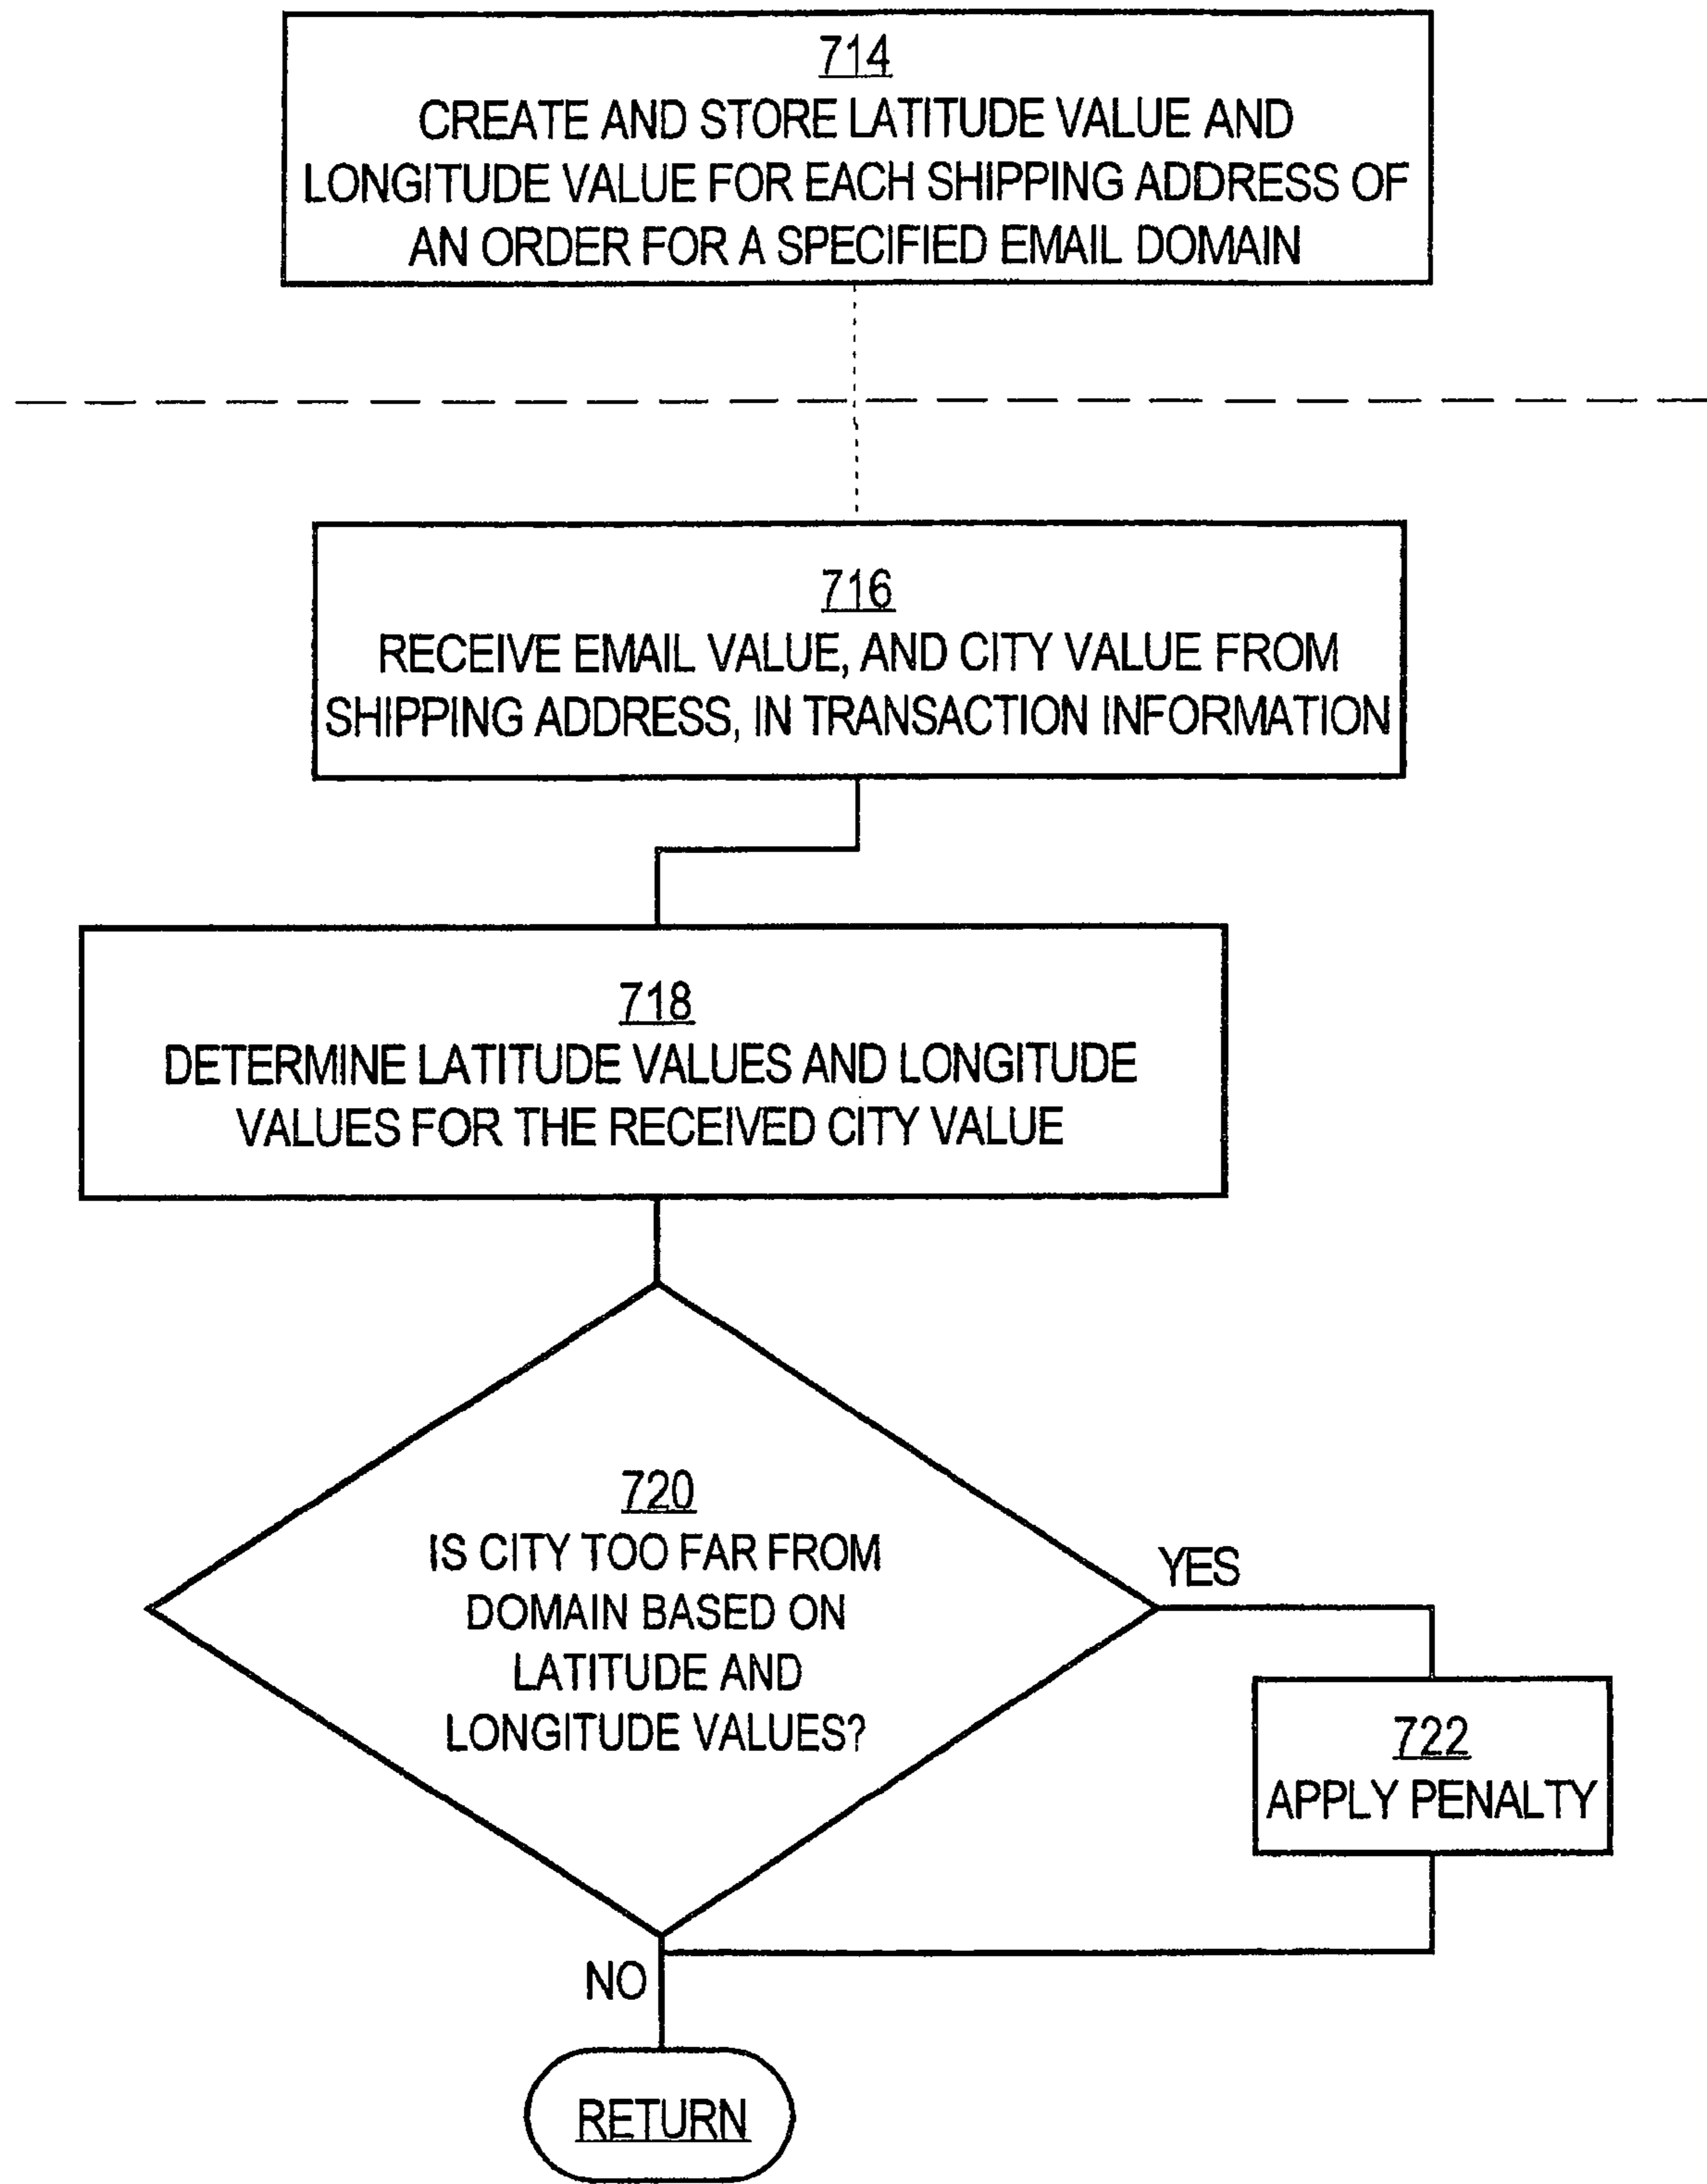 714
CREATE AND STORE LATITUDE VALUE AND
LONGITUDE VALUE FOR EACH SHIPPING ADDRESS OF
AN ORDER FOR A SPECIFIED EMAIL DOMAIN
716
RECEIVE EMAIL VALUE, AND CITY VALUE FROM
SHIPPING ADDRESS, IN TRANSACTION INFORMATION
718
DETERMINE LATITUDE VALUES AND LONGITUDE
VALUES FOR THE RECEIVED CITY VALUE
720
IS CITY TOO FAR FROM
DOMAIN BASED ON
LATITUDE AND
LONGITUDE VALUES?
YES
722
APPLY PENALTY
NO
RETURN